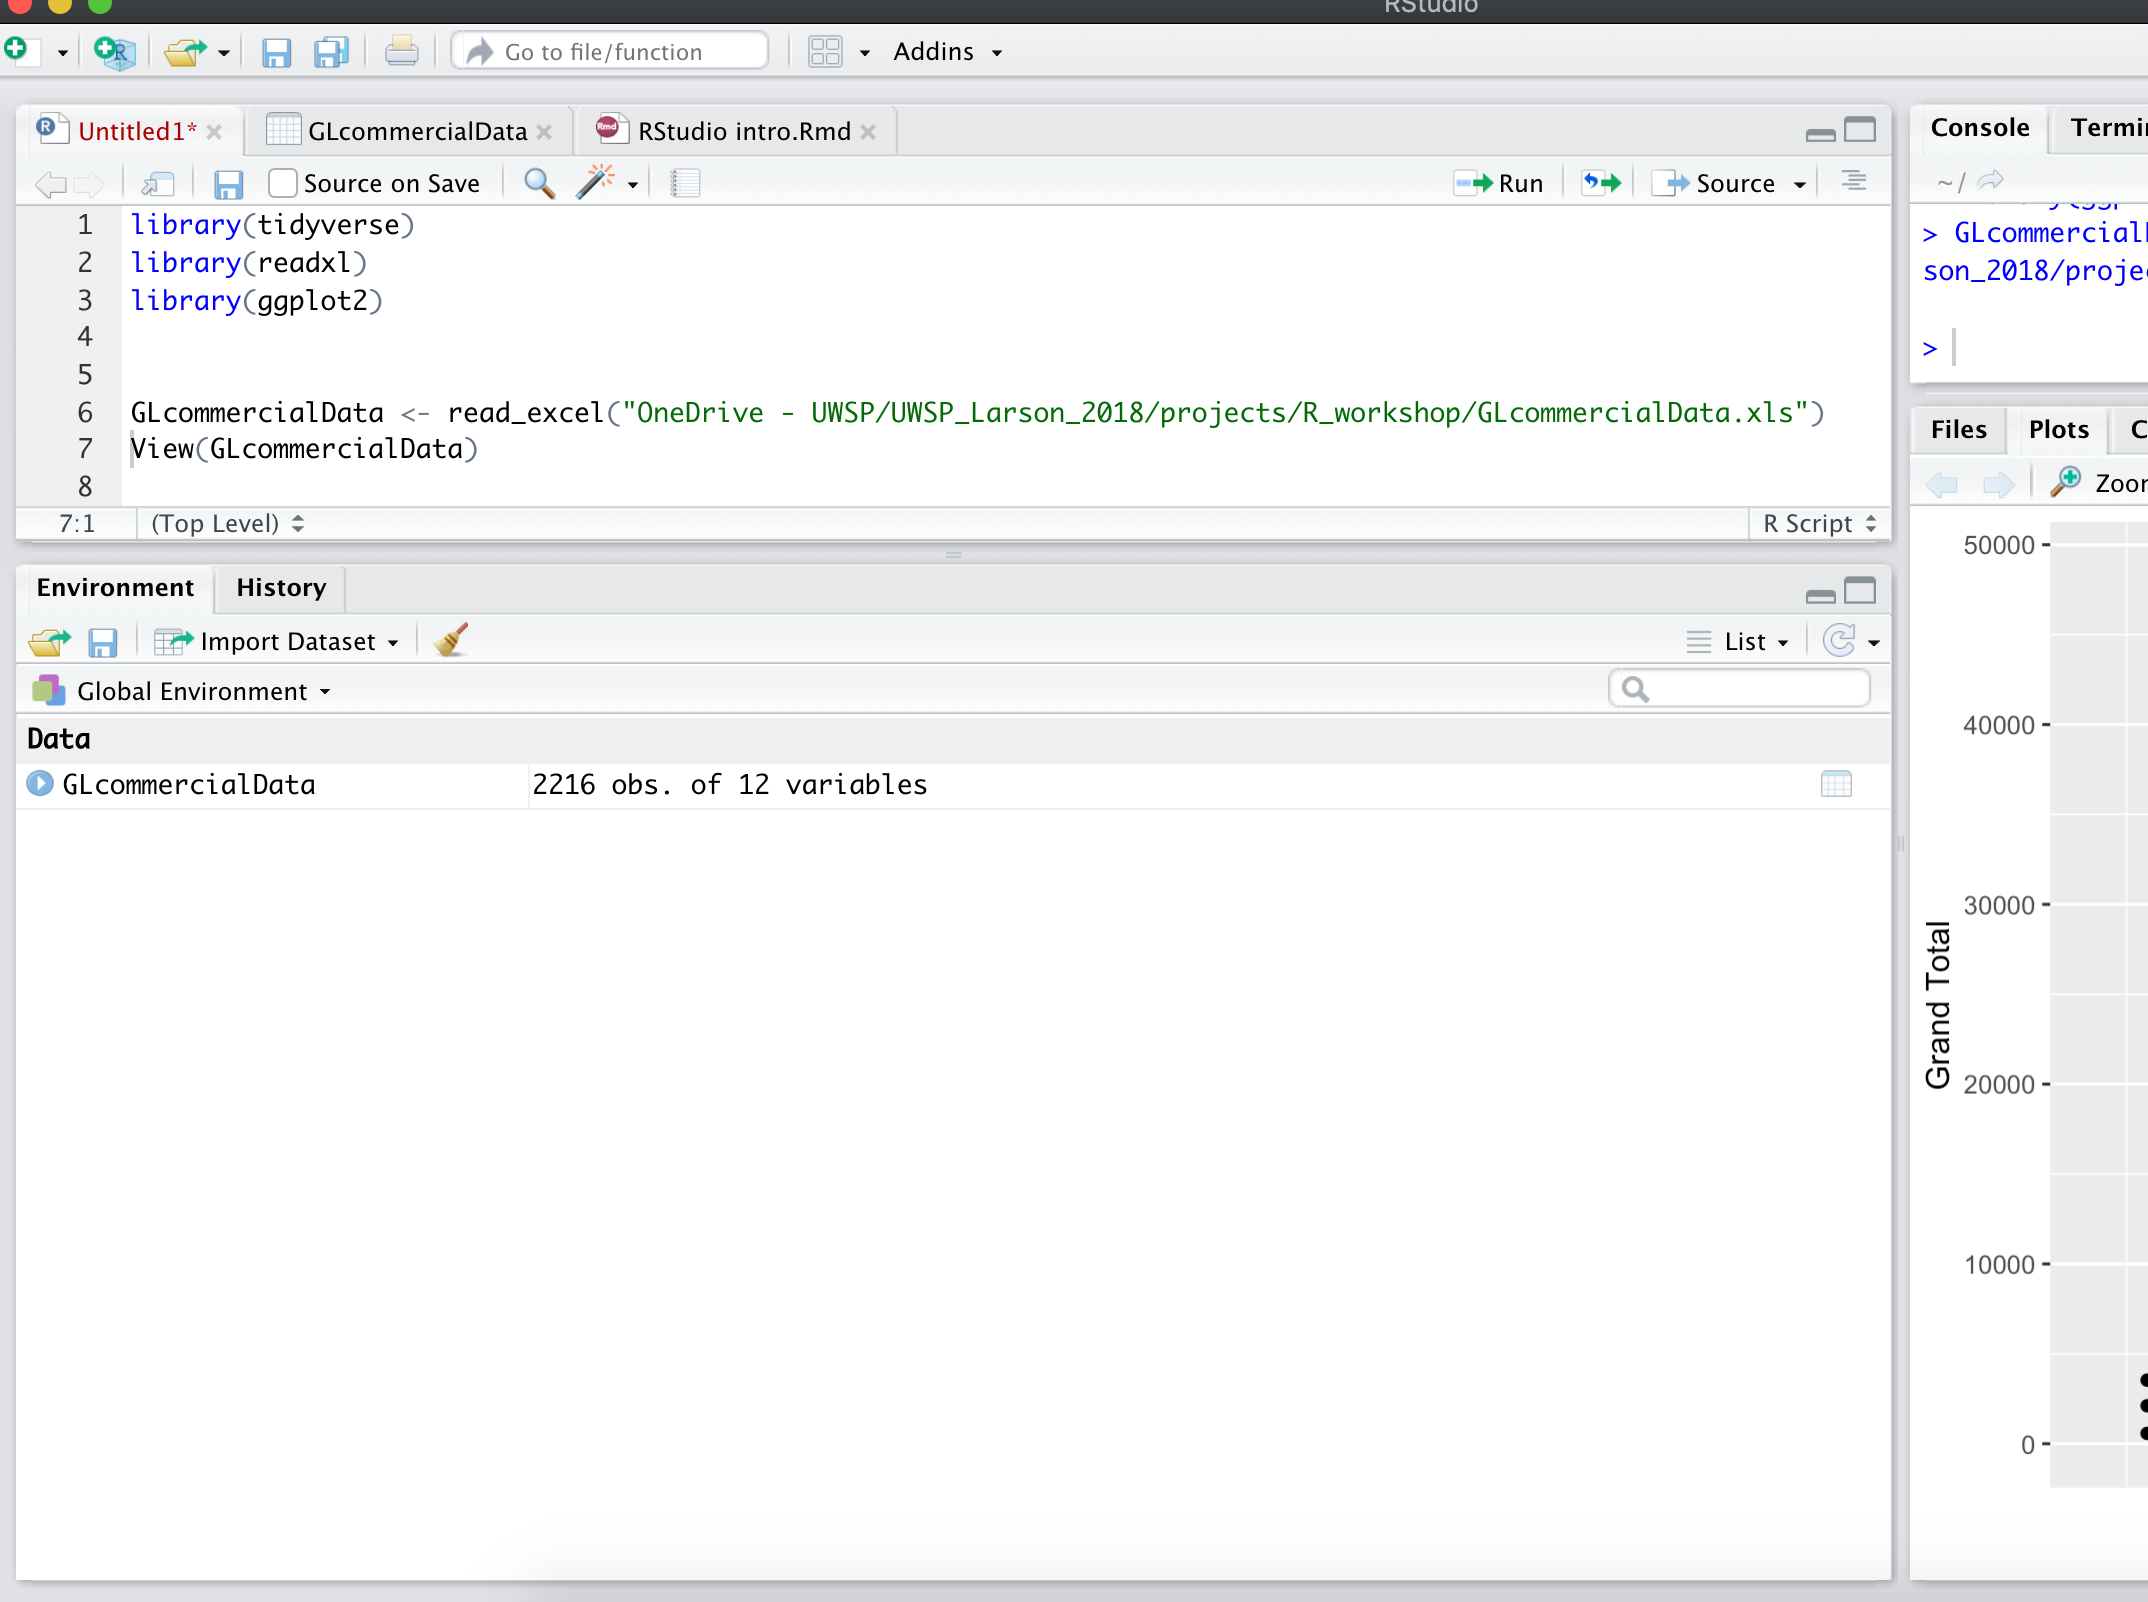 RStudio
Go to file/function
Addins
Untitled1*
GLcommercialData
RStudio intro.Rmd
Source on Save
Run
Source
1 library(tidyverse)
2 library(readxl)
3 library(ggplot2)
4
5
6 GLcommercialData <- read_excel("OneDrive - UWSP/UWSP_Larson_2018/projects/R_workshop/GLcommercialData.xls")
7 View(GLcommercialData)
8
7:1 (Top Level) R Script
Environment History
Import Dataset
List
Global Environment
Data
GLcommercialData 2216 obs. of 12 variables
Console Termi
~/
> GLcommercial
son_2018/proje
>
Files Plots C
Zoo
50000
40000
30000
20000
10000
0
Grand Total